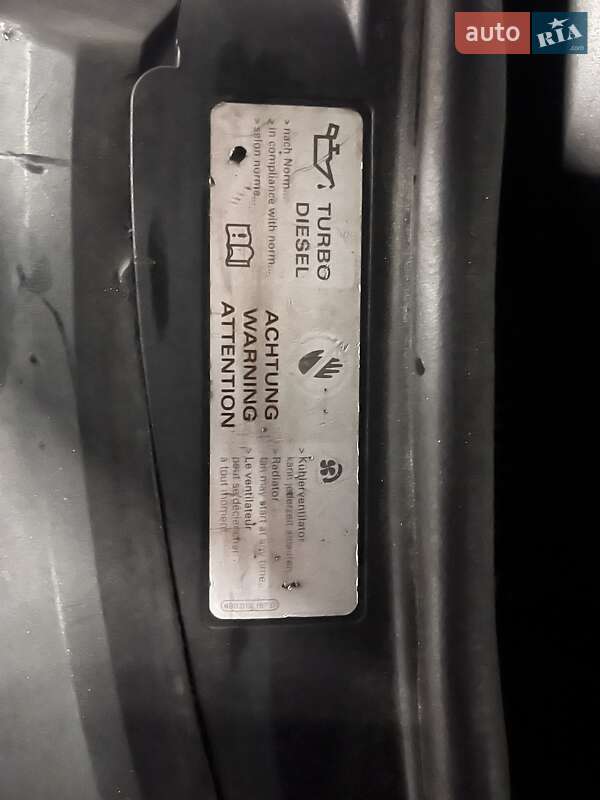 auto RIA .com
TURBO
DIESEL
> nach Norm...
> in compliance with norm...
> selon norme...
ACHTUNG
WARNING
ATTENTION
> Kühlerventilator
kann jederzeit anlaufen.
> Radiator
fan may start at any time.
> Le ventilateur
peut se déclencher
à tout moment.